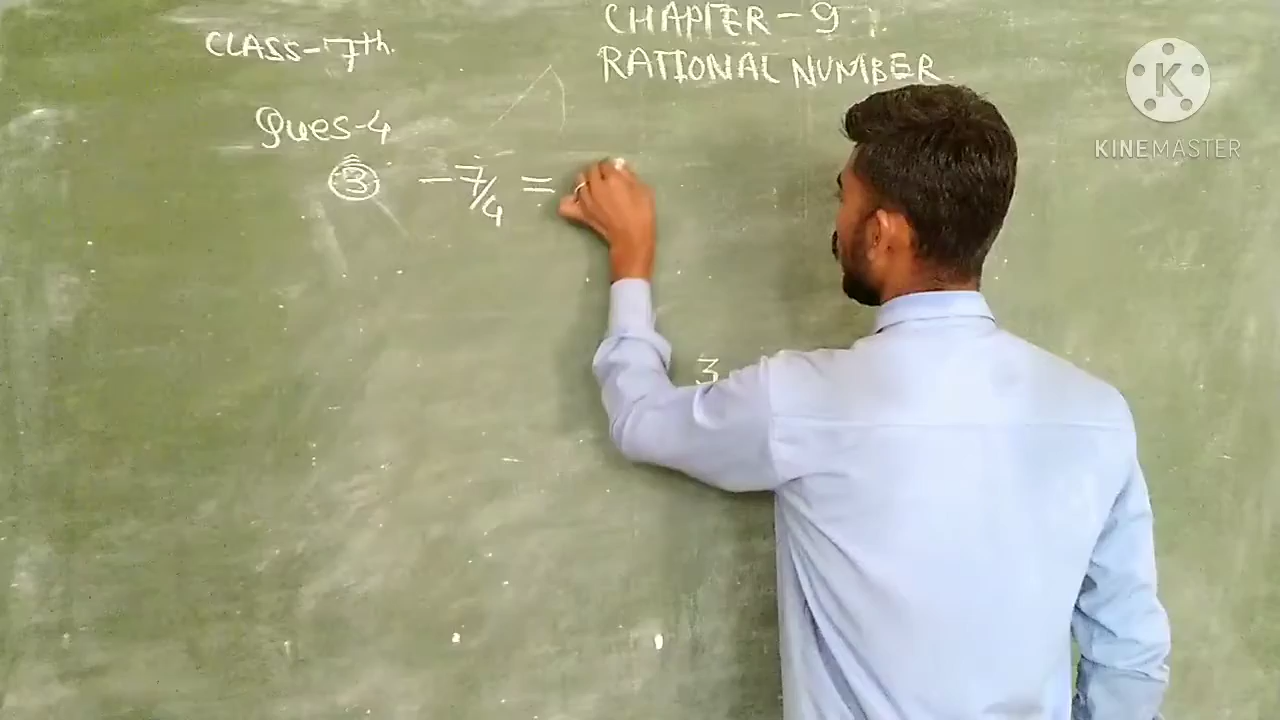 CHAPTER - 9
CLASS - 7th
RATIONAL NUMBER
Ques-4
3 -7/4 =
3
K
KINEMASTER